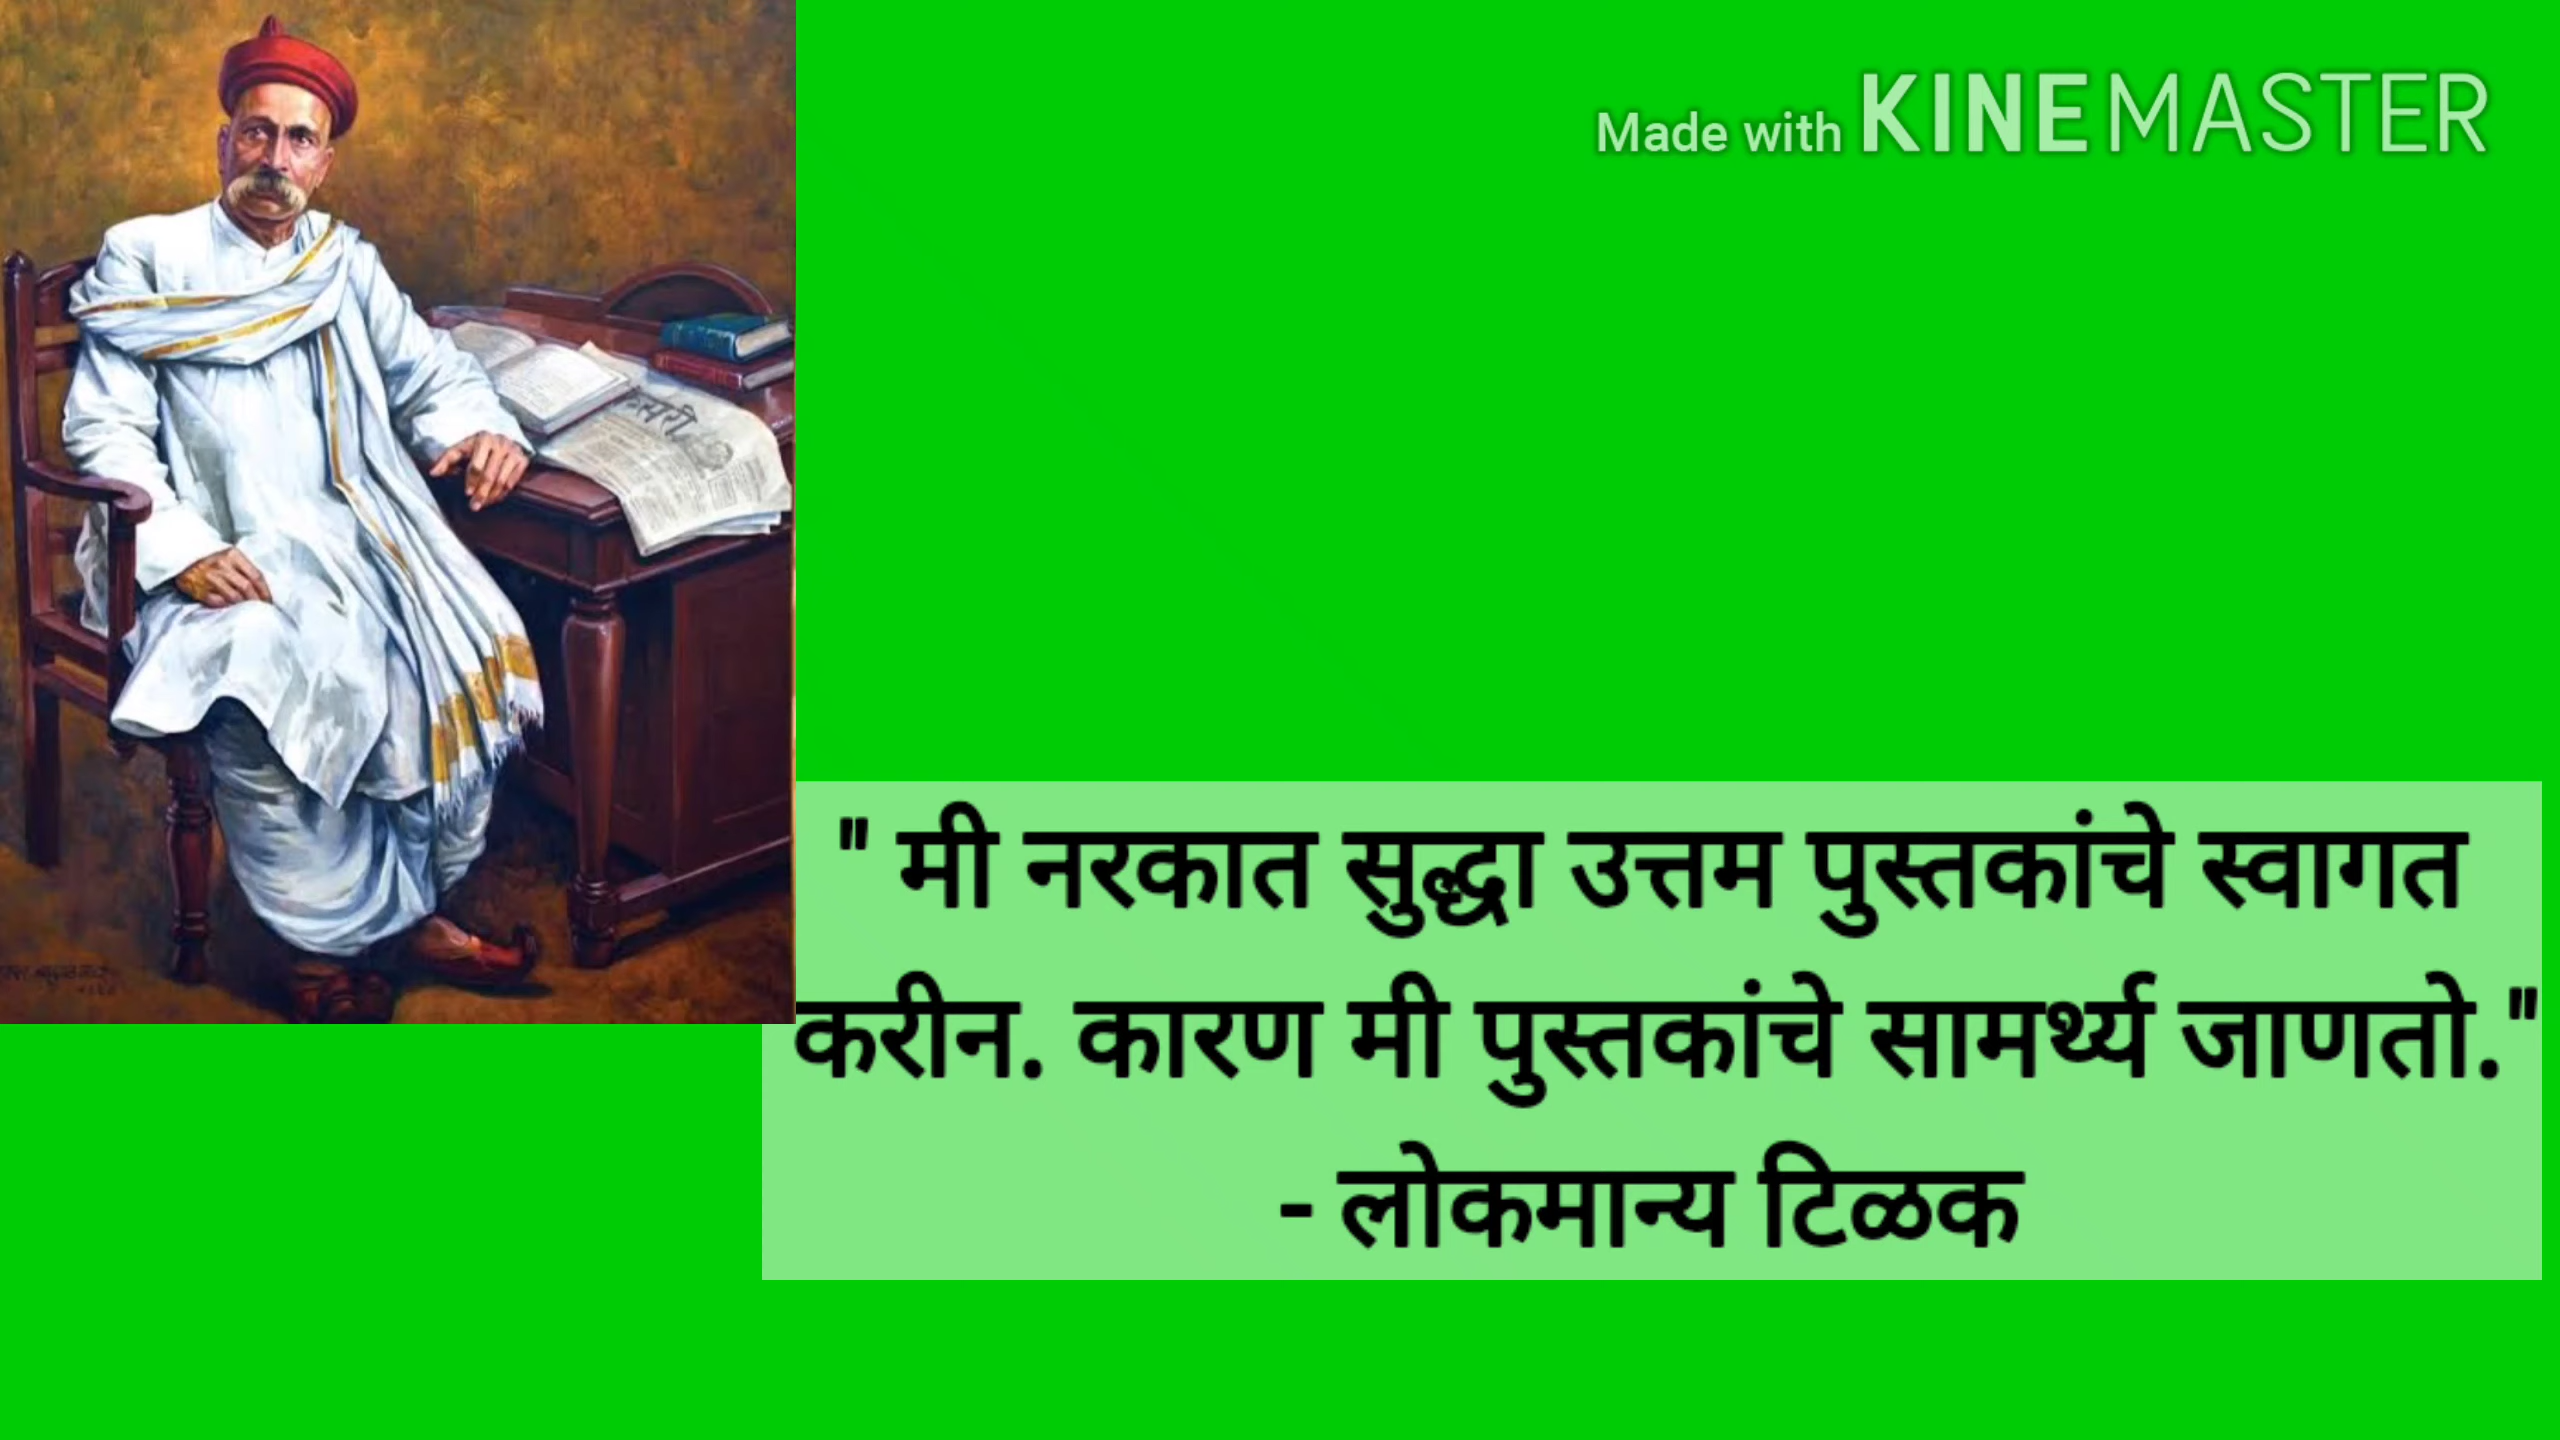 Made with KINEMASTER
" मी नरकात सुद्धा उत्तम पुस्तकांचे स्वागत
करीन. कारण मी पुस्तकांचे सामर्थ्य जाणतो."
- लोकमान्य टिळक